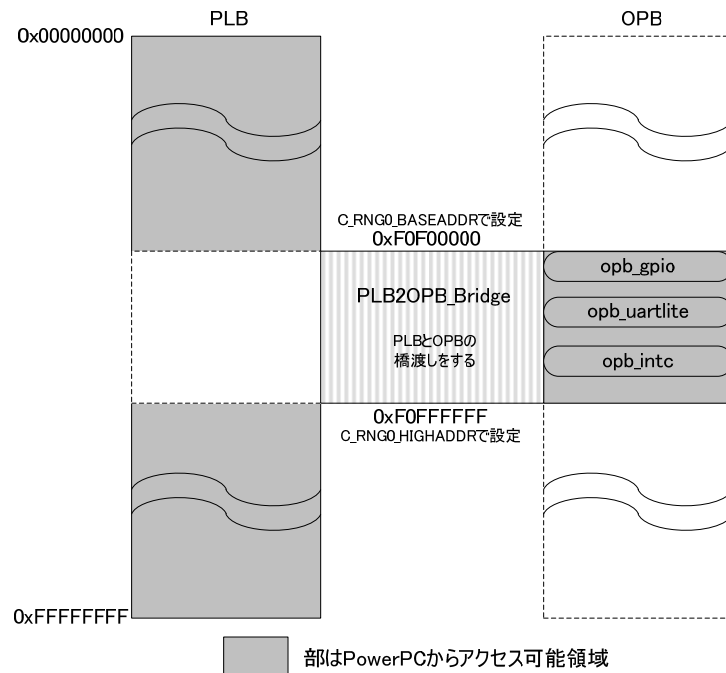 PLB
OPB
0x00000000
C_RNG0_BASEADDRで設定
0xF0F00000
opb_gpio
PLB2OPB_Bridge
opb_uartlite
PLBとOPBの
橋渡しをする
opb_intc
0xF0FFFFFF
C_RNG0_HIGHADDRで設定
0xFFFFFFFF
部はPowerPCからアクセス可能領域